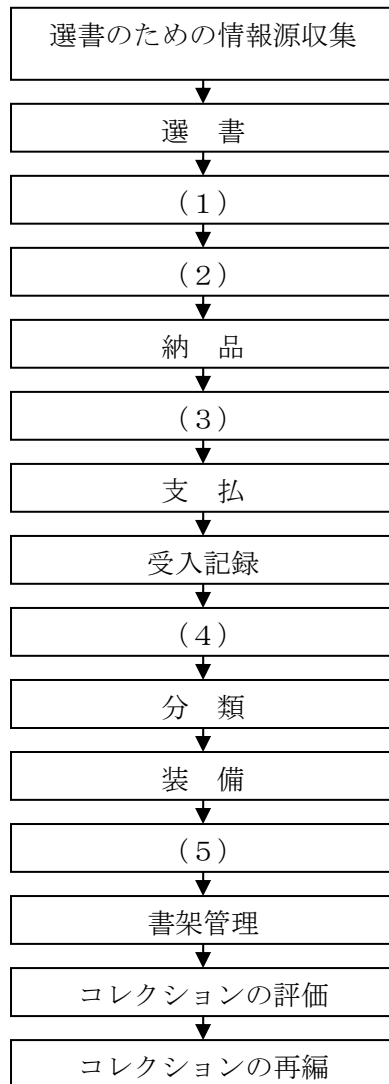 選書のための情報源収集
選　書
（１）
（２）
納　品
（３）
支　払
受入記録
（４）
分　類
装　備
（５）
書架管理
コレクションの評価
コレクションの再編